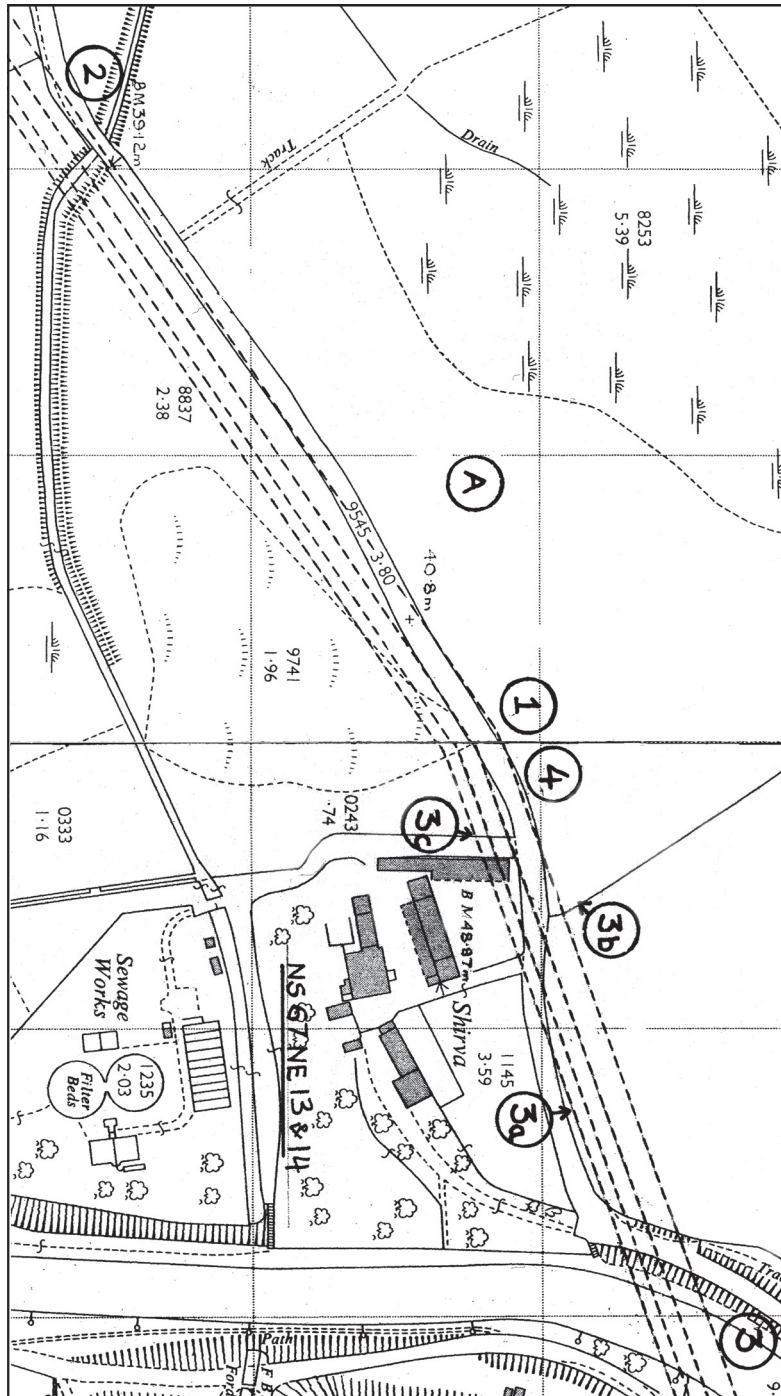 2
B M 39·12m
Track
Drain
8253
5·39
8837
2·38
A
9545 — 3·80
40·8m
9741
1·96
1
4
0333
1·16
0243
·74
3c
3b
B M 48·87m
Shirva
1145
3·59
3a
NS 67 NE 13 & 14
Sewage
Works
1235
2·03
Filter
Beds
3
Path
F B